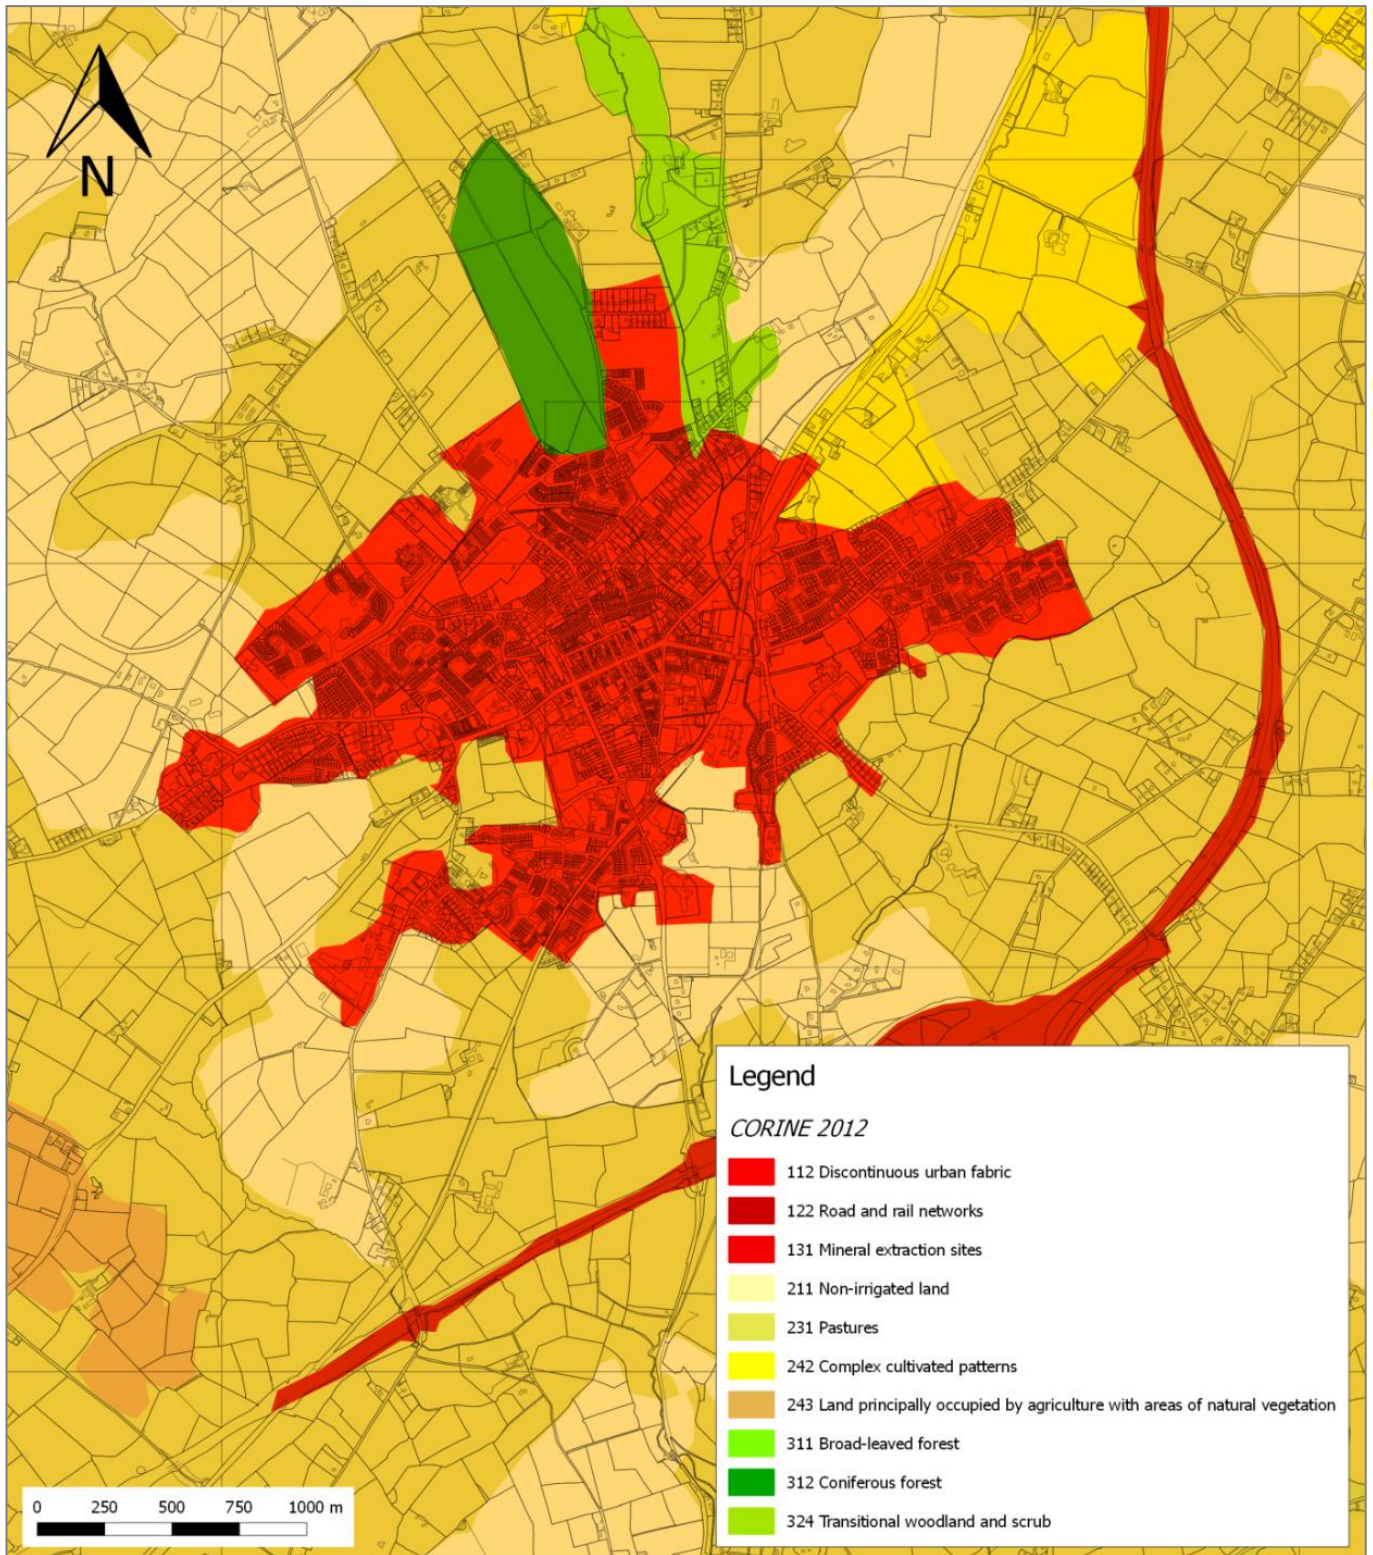 N
Legend
CORINE 2012
112 Discontinuous urban fabric
122 Road and rail networks
131 Mineral extraction sites
211 Non-irrigated land
231 Pastures
242 Complex cultivated patterns
243 Land principally occupied by agriculture with areas of natural vegetation
311 Broad-leaved forest
312 Coniferous forest
324 Transitional woodland and scrub
0 250 500 750 1000 m